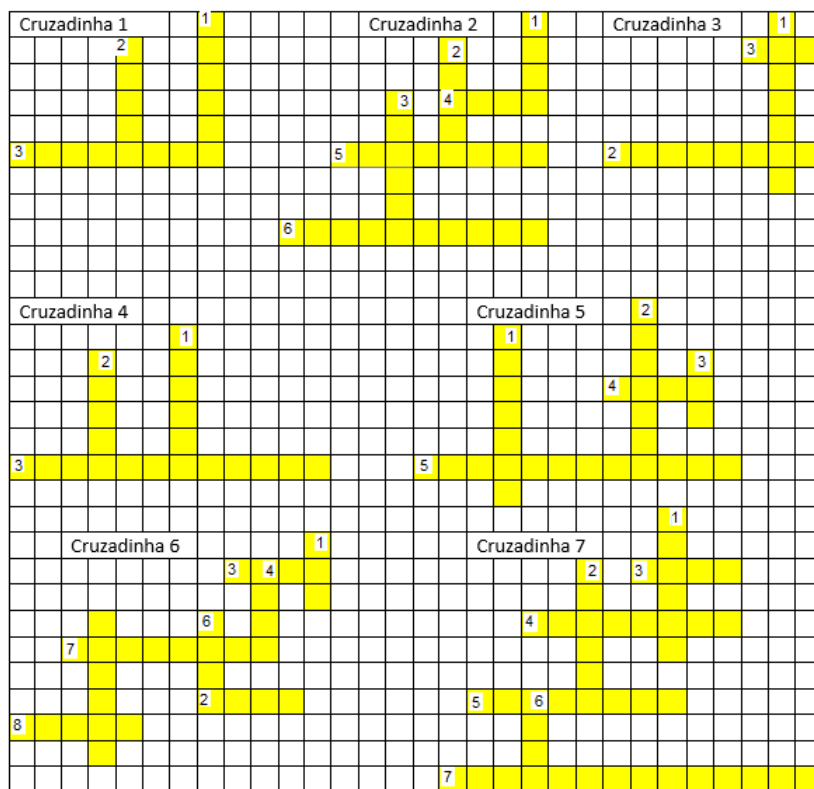 Cruzadinha 1 1 Cruzadinha 2 1 Cruzadinha 3 1
2 2 3
3 4
3 5 2
6
Cruzadinha 4 Cruzadinha 5 2
1 1
2 3
4
3 5
1
Cruzadinha 6 1 Cruzadinha 7
3 4 2 3
6 4
7
2 5 6
8
7